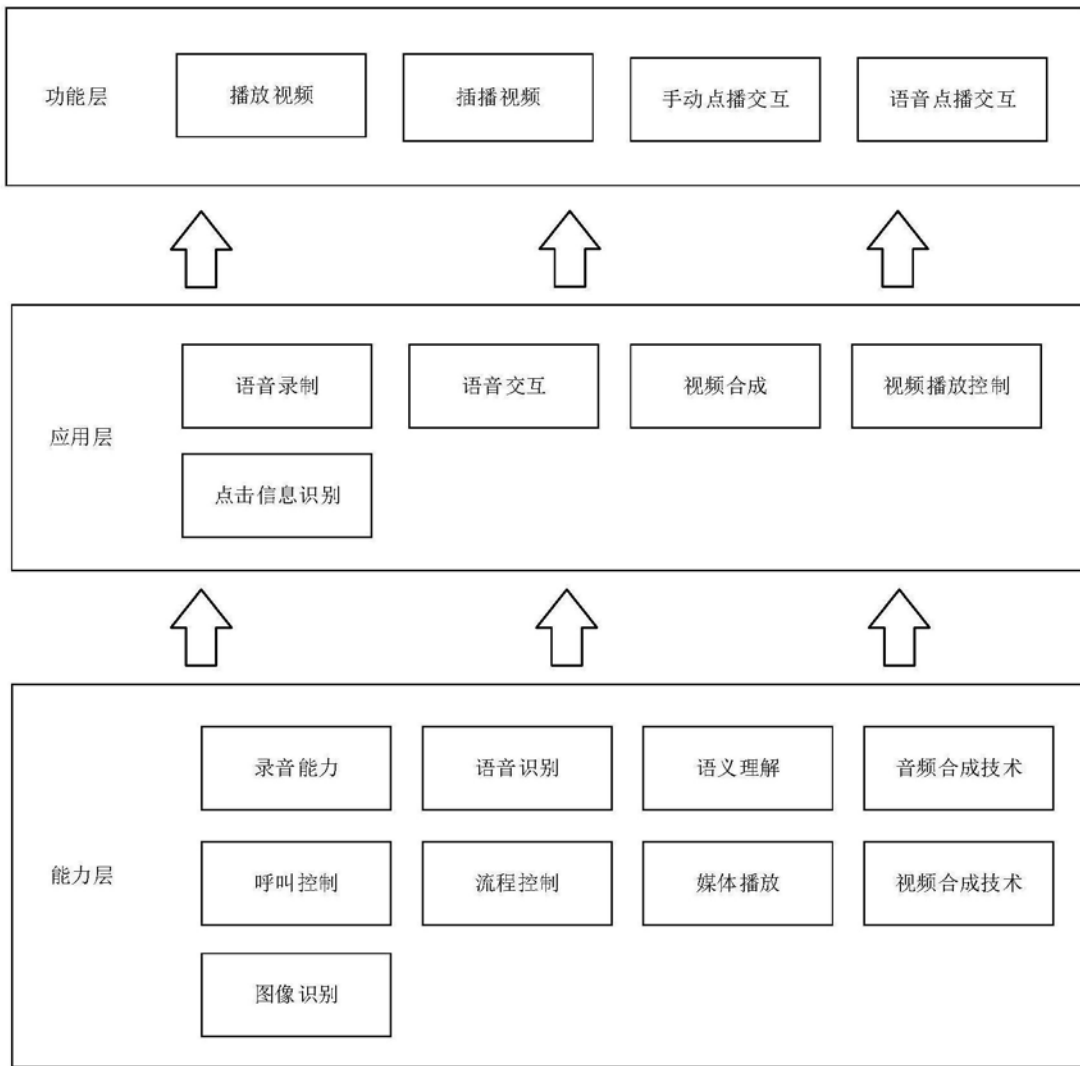 功能层
播放视频
插播视频
手动点播交互
语音点播交互
应用层
语音录制
语音交互
视频合成
视频播放控制
点击信息识别
能力层
录音能力
语音识别
语义理解
音频合成技术
呼叫控制
流程控制
媒体播放
视频合成技术
图像识别